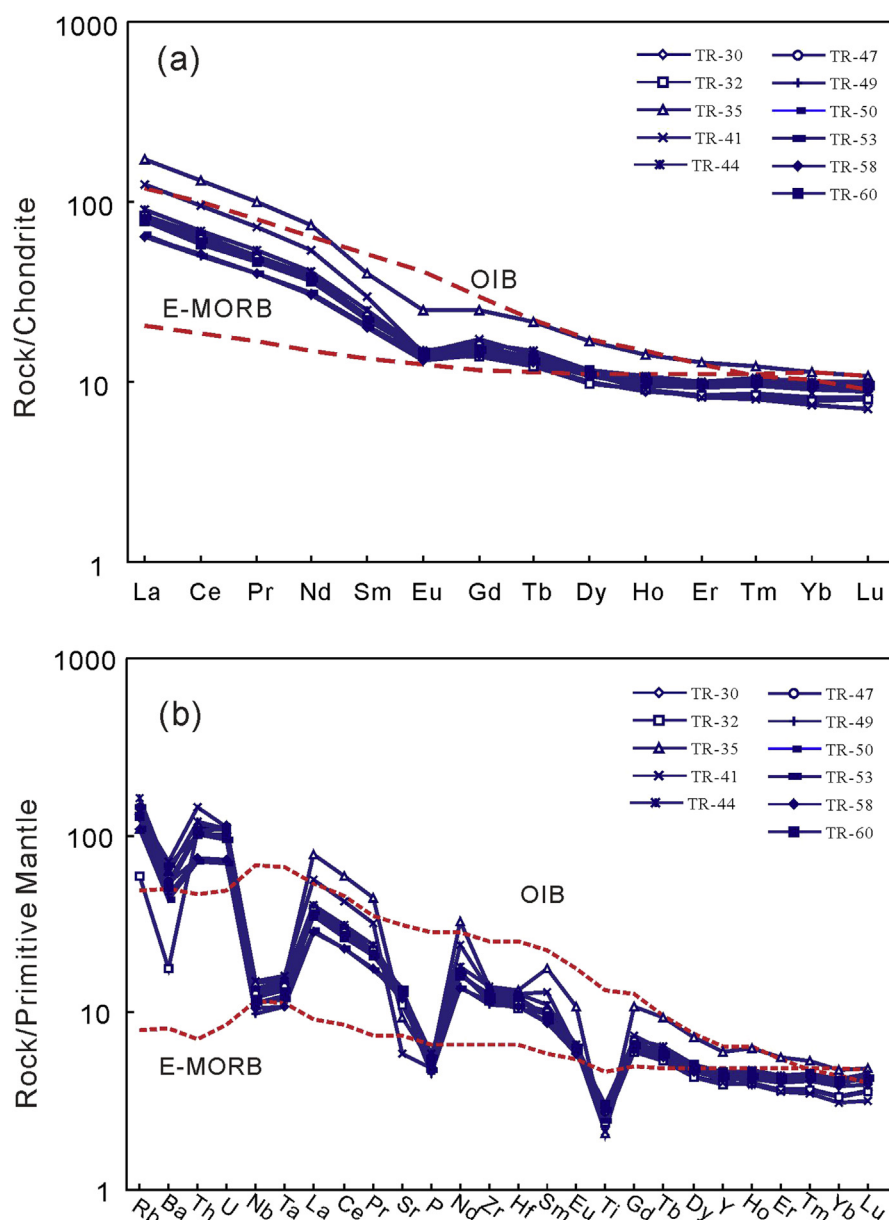 1000
(a)
TR-30 TR-47
TR-32 TR-49
TR-35 TR-50
TR-41 TR-53
TR-44 TR-58
TR-60
100
OIB
E-MORB
10
1
Rock/Chondrite
La Ce Pr Nd Sm Eu Gd Tb Dy Ho Er Tm Yb Lu
1000
(b)
TR-30 TR-47
TR-32 TR-49
TR-35 TR-50
TR-41 TR-53
TR-44 TR-58
TR-60
100
OIB
10
E-MORB
1
Rock/Primitive Mantle
Rb Ba Th U Nb Ta La Ce Pr Sr P Nd Zr Hf Sm Eu Ti Gd Tb Dy Y Ho Er Tm Yb Lu